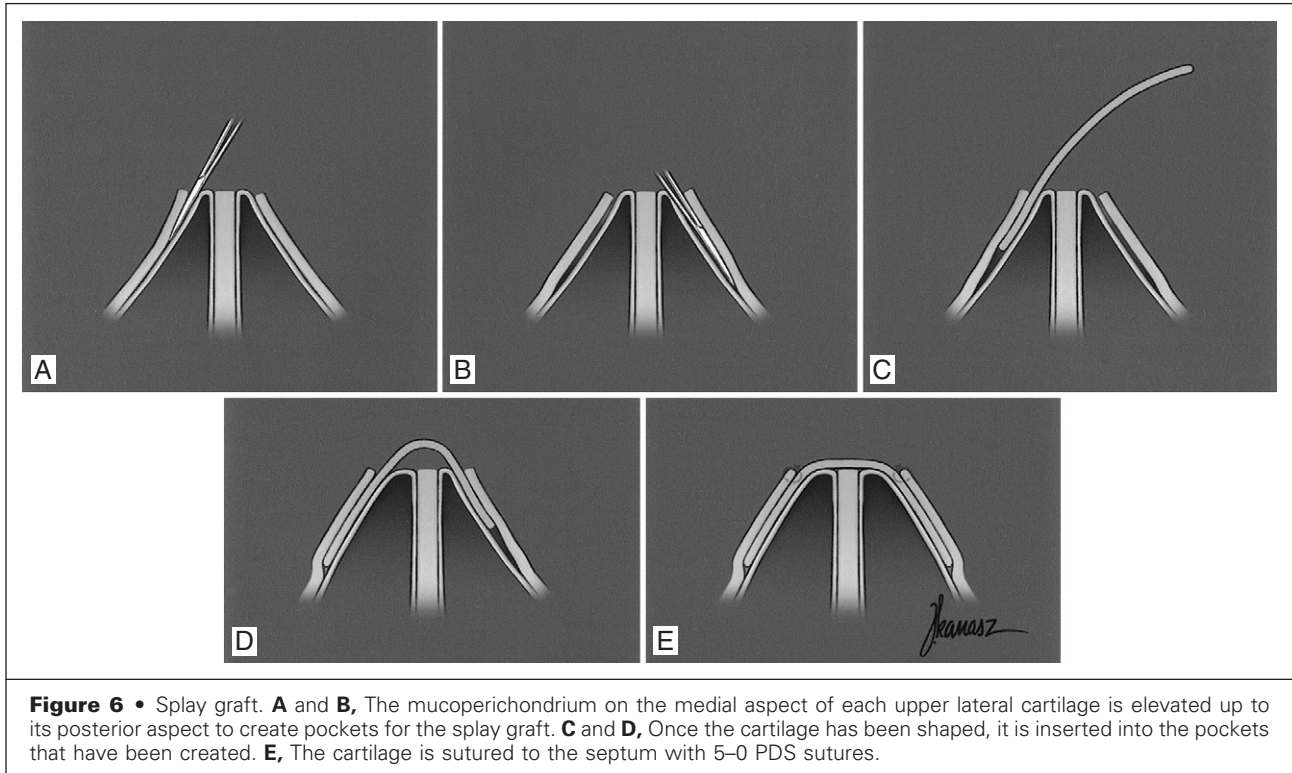 A
B
C
D
E
Jkanasz
Figure 6 • Splay graft. A and B, The mucoperichondrium on the medial aspect of each upper lateral cartilage is elevated up to
its posterior aspect to create pockets for the splay graft. C and D, Once the cartilage has been shaped, it is inserted into the pockets
that have been created. E, The cartilage is sutured to the septum with 5–0 PDS sutures.